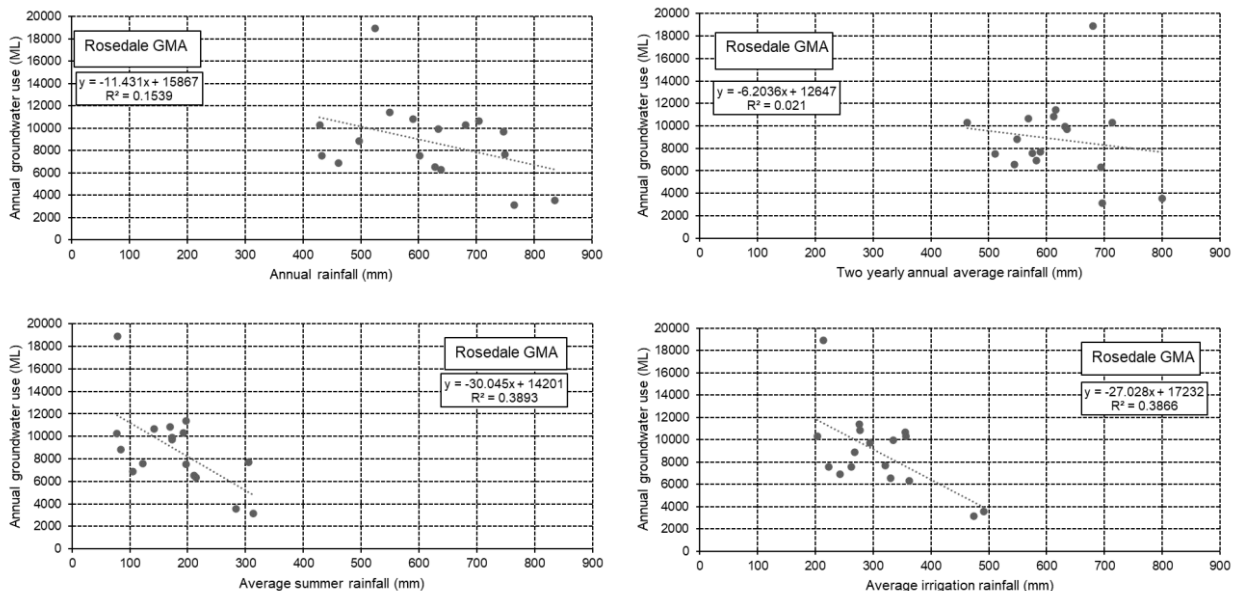 Annual groundwater use (ML)
20000
18000
16000
14000
12000
10000
8000
6000
4000
2000
0
Rosedale GMA
y = -11.431x + 15867
R² = 0.1539
0 100 200 300 400 500 600 700 800 900
Annual rainfall (mm)
Annual groundwater use (ML)
20000
18000
16000
14000
12000
10000
8000
6000
4000
2000
0
Rosedale GMA
y = -6.2036x + 12647
R² = 0.021
0 100 200 300 400 500 600 700 800 900
Two yearly annual average rainfall (mm)
Annual groundwater use (ML)
20000
18000
16000
14000
12000
10000
8000
6000
4000
2000
0
Rosedale GMA
y = -30.045x + 14201
R² = 0.3893
0 100 200 300 400 500 600 700 800 900
Average summer rainfall (mm)
Annual groundwater use (ML)
20000
18000
16000
14000
12000
10000
8000
6000
4000
2000
0
Rosedale GMA
y = -27.028x + 17232
R² = 0.3866
0 100 200 300 400 500 600 700 800 900
Average irrigation rainfall (mm)